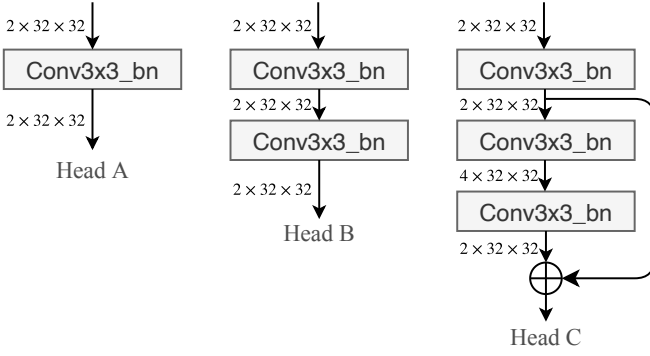 2 × 32 × 32
Conv3x3_bn
2 × 32 × 32
Head A
2 × 32 × 32
Conv3x3_bn
2 × 32 × 32
Conv3x3_bn
2 × 32 × 32
Head B
2 × 32 × 32
Conv3x3_bn
2 × 32 × 32
Conv3x3_bn
4 × 32 × 32
Conv3x3_bn
2 × 32 × 32
Head C